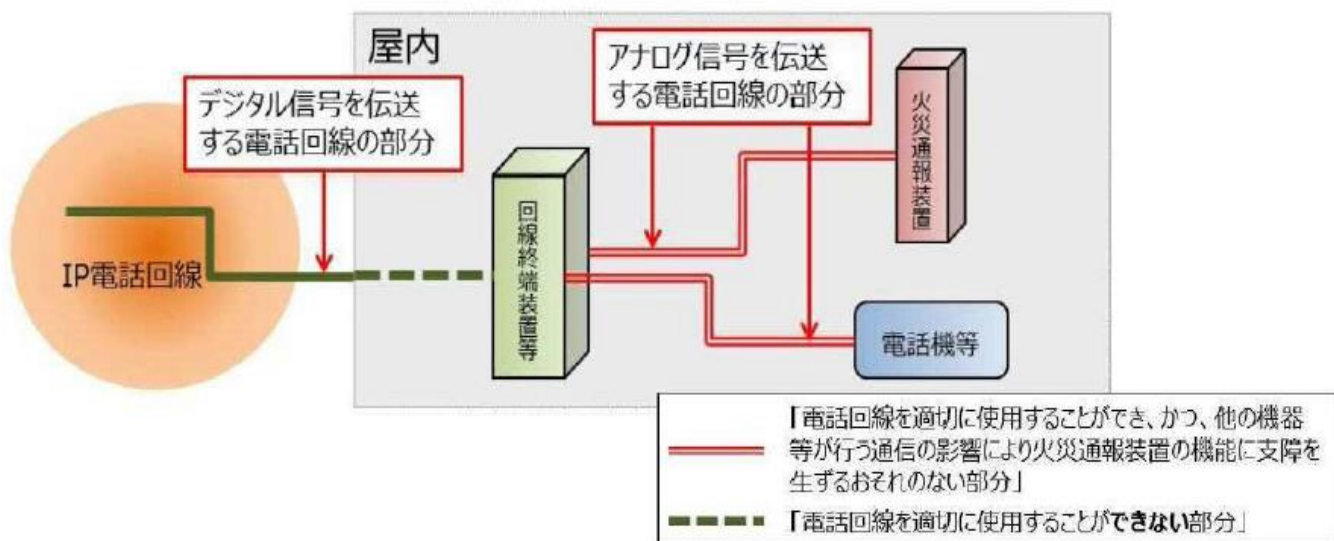 屋内
デジタル信号を伝送
する電話回線の部分
アナログ信号を伝送
する電話回線の部分
火災通報装置
回線終端装置等
IP電話回線
電話機等
「電話回線を適切に使用することができ、かつ、他の機器
等が行う通信の影響により火災通報装置の機能に支障を
生ずるおそれのない部分」
「電話回線を適切に使用することができない部分」